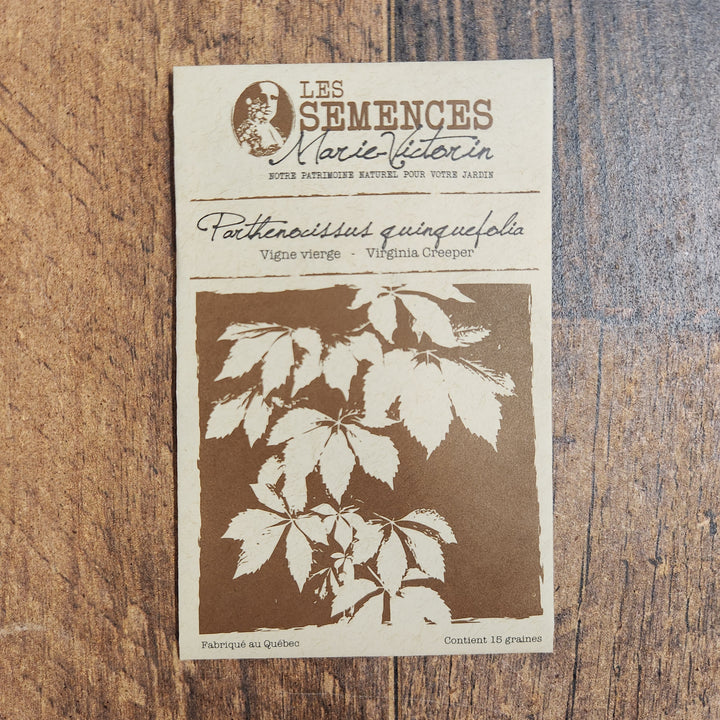 LES
SEMENCES
Marie-Victorin
NOTRE PATRIMOINE NATUREL POUR VOTRE JARDIN
Parthenocissus quinquefolia
Vigne vierge - Virginia Creeper
Fabriqué au Québec
Contient 15 graines